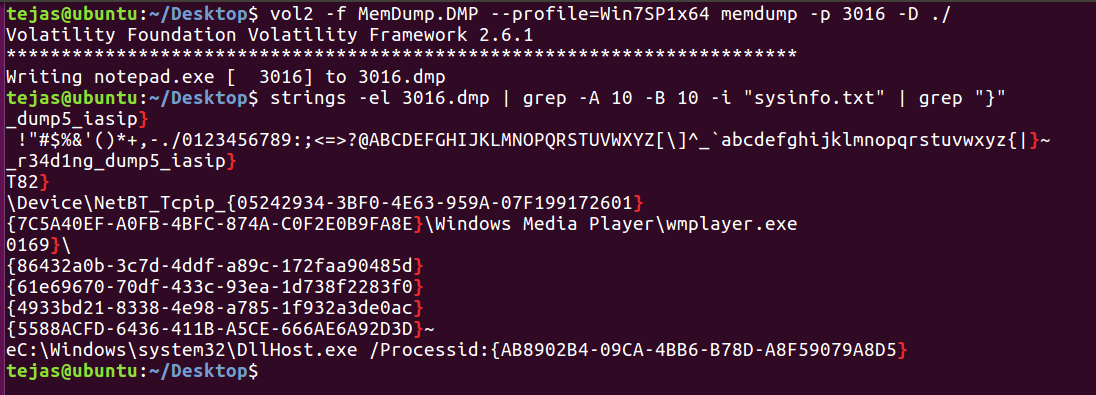 tejas@ubuntu:~/Desktop$ vol2 -f MemDump.DMP --profile=Win7SP1x64 memdump -p 3016 -D ./
Volatility Foundation Volatility Framework 2.6.1
************************************************************************
Writing notepad.exe [  3016] to 3016.dmp
tejas@ubuntu:~/Desktop$ strings -el 3016.dmp | grep -A 10 -B 10 -i "sysinfo.txt" | grep "}"
_dump5_iasip}
 !"#$%&'()*+,-./0123456789:;<=>?@ABCDEFGHIJKLMNOPQRSTUVWXYZ[\]^_`abcdefghijklmnopqrstuvwxyz{|}~
_r34d1ng_dump5_iasip}
T82}
\Device\NetBT_Tcpip_{05242934-3BF0-4E63-959A-07F199172601}
{7C5A40EF-A0FB-4BFC-874A-C0F2E0B9FA8E}\Windows Media Player\wmplayer.exe
0169}\
{86432a0b-3c7d-4ddf-a89c-172faa90485d}
{61e69670-70df-433c-93ea-1d738f2283f0}
{4933bd21-8338-4e98-a785-1f932a3de0ac}
{5588ACFD-6436-411B-A5CE-666AE6A92D3D}~
eC:\Windows\system32\DllHost.exe /Processid:{AB8902B4-09CA-4BB6-B78D-A8F59079A8D5}
tejas@ubuntu:~/Desktop$